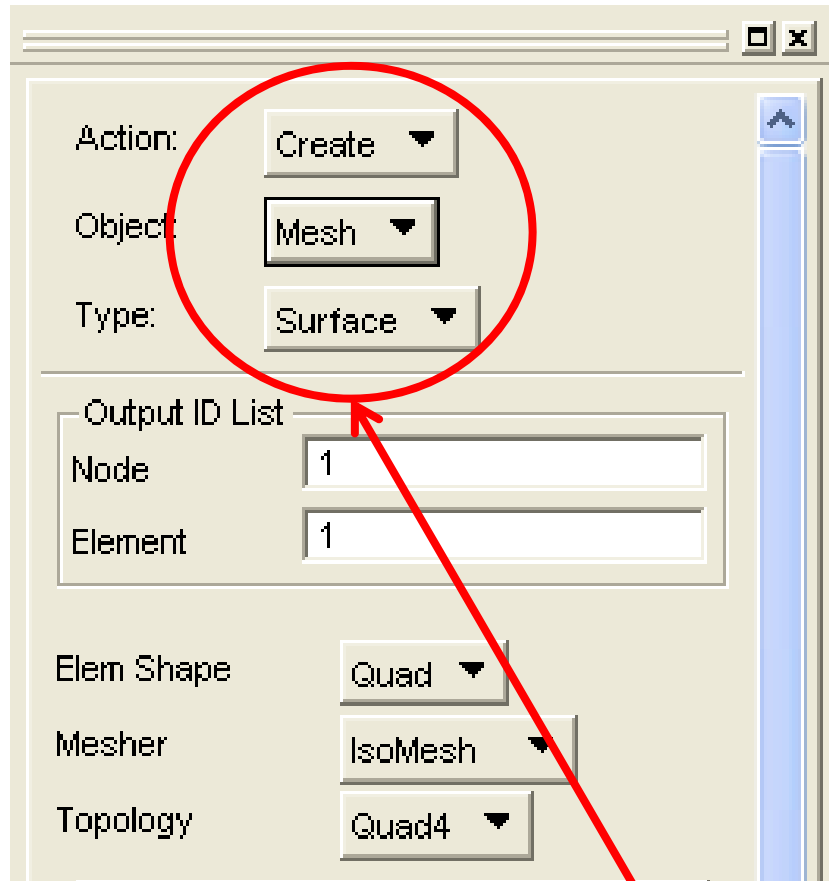 Action: Create
Object: Mesh
Type: Surface
Output ID List
Node 1
Element 1
Elem Shape Quad
Mesher IsoMesh
Topology Quad4